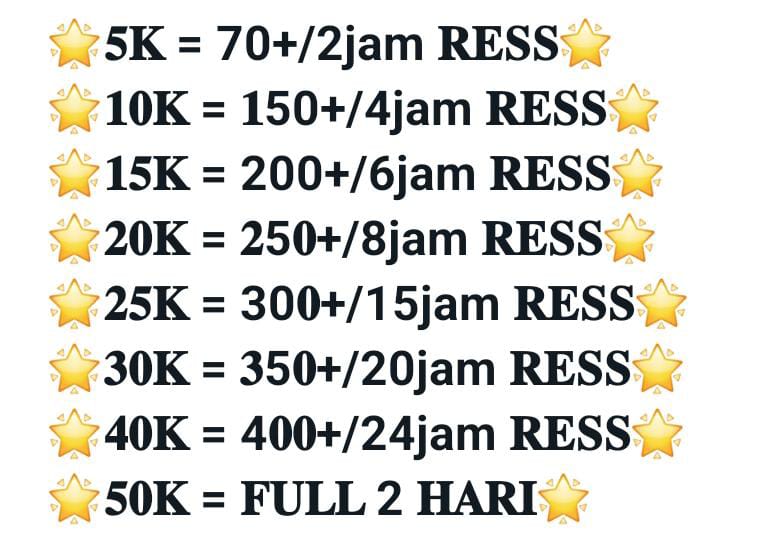 🌟5K = 70+/2jam RESS🌟
🌟10K = 150+/4jam RESS🌟
🌟15K = 200+/6jam RESS🌟
🌟20K = 250+/8jam RESS🌟
🌟25K = 300+/15jam RESS🌟
🌟30K = 350+/20jam RESS🌟
🌟40K = 400+/24jam RESS🌟
🌟50K = FULL 2 HARI🌟